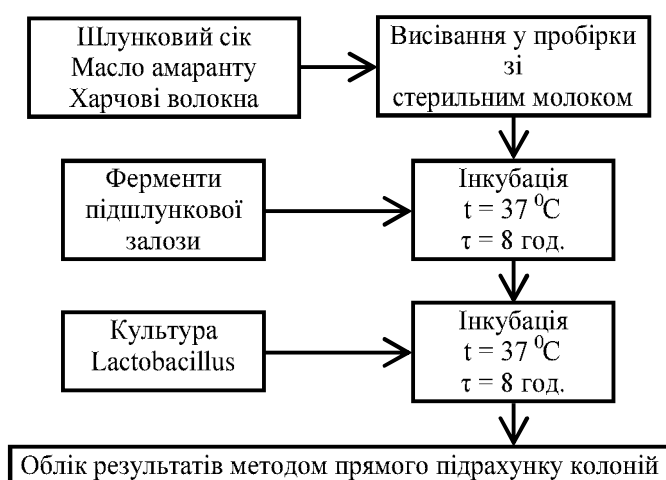 Шлунковий сік
Масло амаранту
Харчові волокна
Висівання у пробірки
зі
стерильним молоком
Ферменти
підшлункової
залози
Інкубація
t = 37 ⁰C
τ = 8 год.
Культура
Lactobacillus
Інкубація
t = 37 ⁰C
τ = 8 год.
Облік результатів методом прямого підрахунку колоній